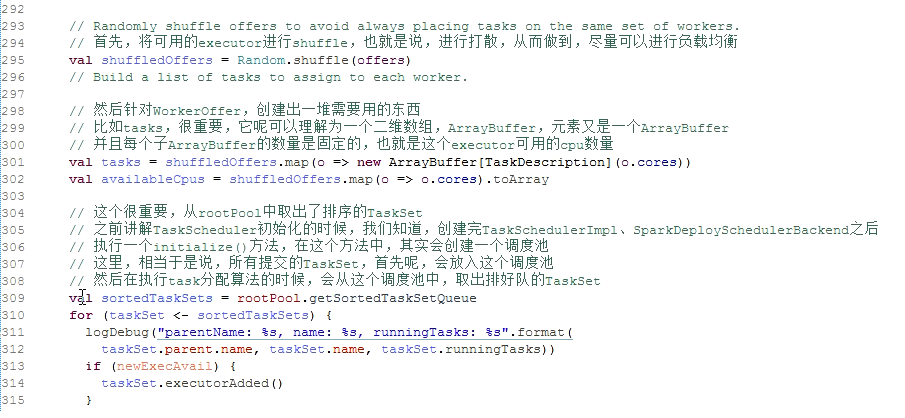 292
293 // Randomly shuffle offers to avoid always placing tasks on the same set of workers.
294 // 首先，将可用的executor进行shuffle，也就是说，进行打散，从而做到，尽量可以进行负载均衡
295 val shuffledOffers = Random.shuffle(offers)
296 // Build a list of tasks to assign to each worker.
297
298 // 然后针对WorkerOffer，创建出一堆需要用的东西
299 // 比如tasks，很重要，它呢可以理解为一个二维数组，ArrayBuffer，元素又是一个ArrayBuffer
300 // 并且每个子ArrayBuffer的数量是固定的，也就是这个executor可用的cpu数量
301 val tasks = shuffledOffers.map(o => new ArrayBuffer[TaskDescription](o.cores))
302 val availableCpus = shuffledOffers.map(o => o.cores).toArray
303
304 // 这个很重要，从rootPool中取出了排序的TaskSet
305 // 之前讲解TaskScheduler初始化的时候，我们知道，创建完TaskSchedulerImpl、SparkDeploySchedulerBackend之后
306 // 执行一个initialize()方法，在这个方法中，其实会创建一个调度池
307 // 这里，相当于是说，所有提交的TaskSet，首先呢，会放入这个调度池
308 // 然后在执行task分配算法的时候，会从这个调度池中，取出排好队的TaskSet
309 val sortedTaskSets = rootPool.getSortedTaskSetQueue
310 for (taskSet <- sortedTaskSets) {
311 logDebug("parentName: %s, name: %s, runningTasks: %s".format(
312 taskSet.parent.name, taskSet.name, taskSet.runningTasks))
313 if (newExecAvail) {
314 taskSet.executorAdded()
315 }